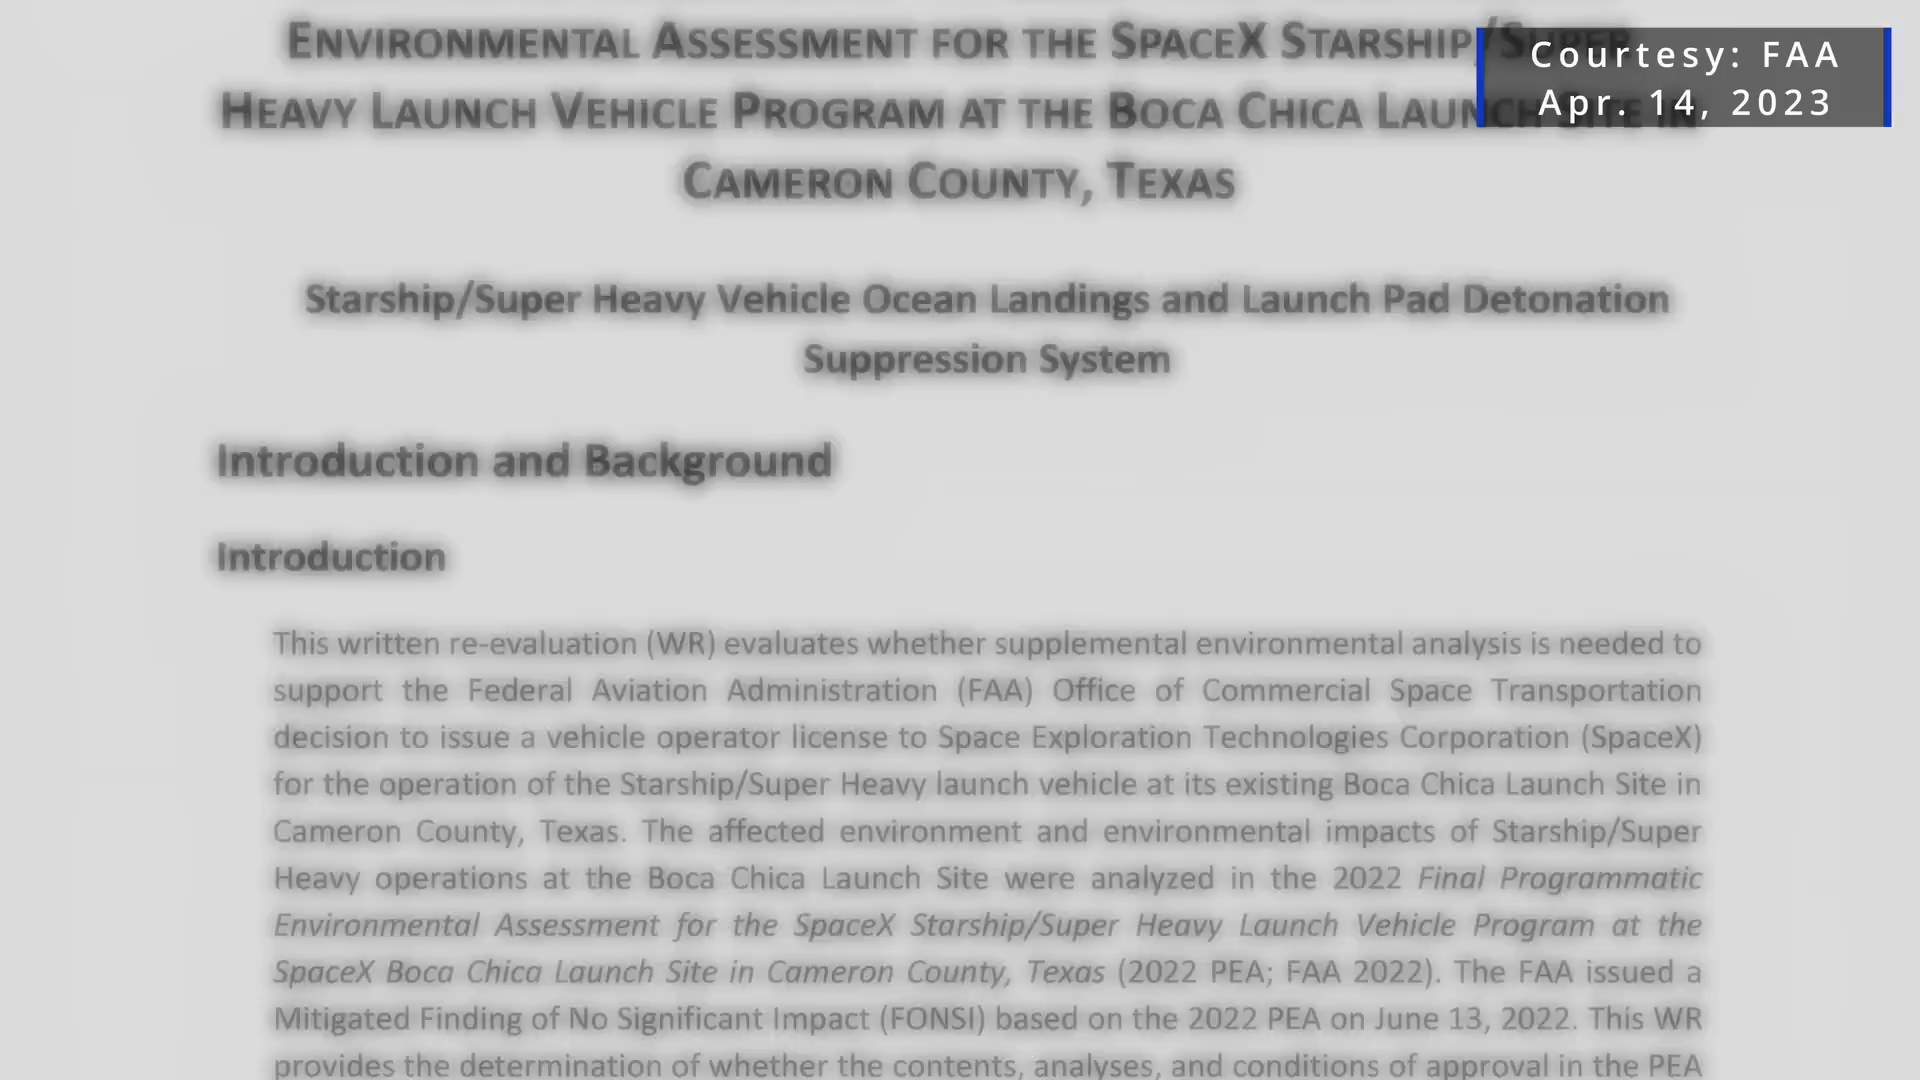 ENVIRONMENTAL ASSESSMENT FOR THE SPACEX STARSHIP/SUPER
HEAVY LAUNCH VEHICLE PROGRAM AT THE BOCA CHICA LAUNCH SITE IN
CAMERON COUNTY, TEXAS
Courtesy: FAA
Apr. 14, 2023
Starship/Super Heavy Vehicle Ocean Landings and Launch Pad Detonation
Suppression System
Introduction and Background
Introduction
This written re-evaluation (WR) evaluates whether supplemental environmental analysis is needed to
support the Federal Aviation Administration (FAA) Office of Commercial Space Transportation
decision to issue a vehicle operator license to Space Exploration Technologies Corporation (SpaceX)
for the operation of the Starship/Super Heavy launch vehicle at its existing Boca Chica Launch Site in
Cameron County, Texas. The affected environment and environmental impacts of Starship/Super
Heavy operations at the Boca Chica Launch Site were analyzed in the 2022 Final Programmatic
Environmental Assessment for the SpaceX Starship/Super Heavy Launch Vehicle Program at the
SpaceX Boca Chica Launch Site in Cameron County, Texas (2022 PEA; FAA 2022). The FAA issued a
Mitigated Finding of No Significant Impact (FONSI) based on the 2022 PEA on June 13, 2022. This WR
provides the determination of whether the contents, analyses, and conditions of approval in the PEA